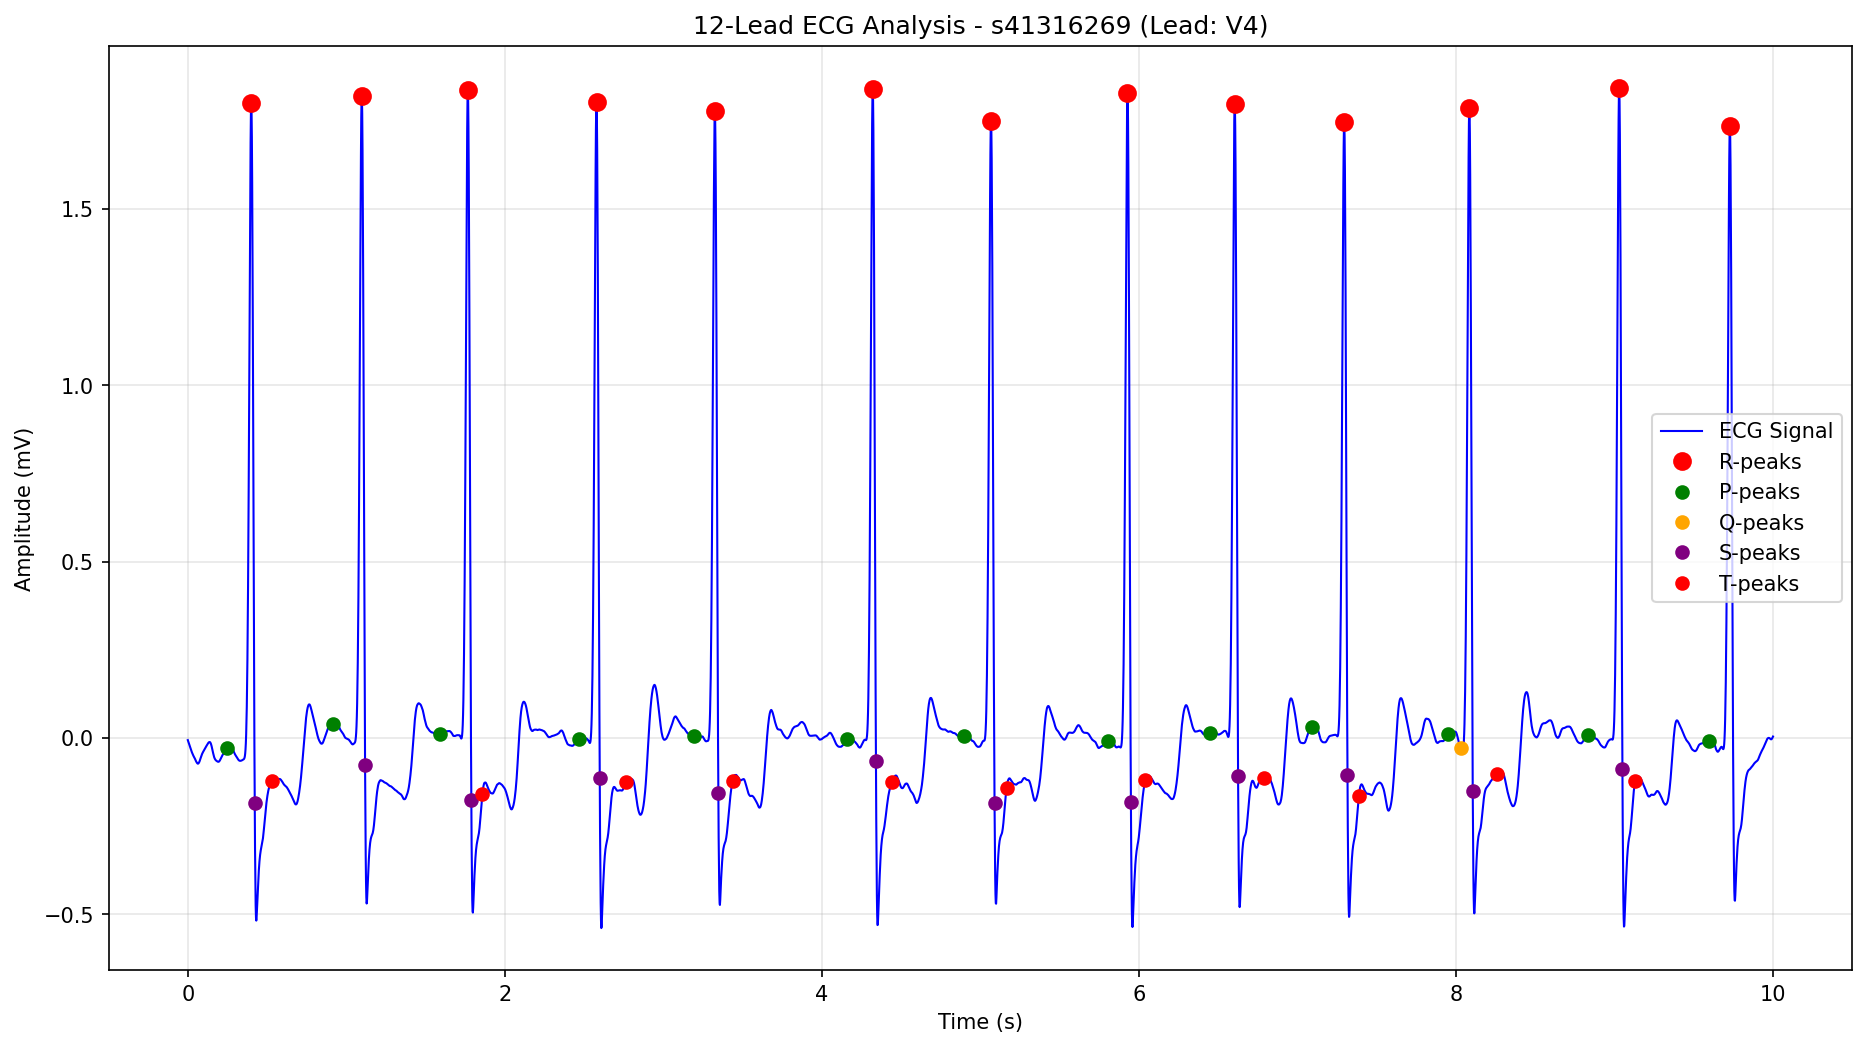 12-Lead ECG Analysis - s41316269 (Lead: V4)
Amplitude (mV)
1.5
1.0
0.5
0.0
−0.5
ECG Signal
R-peaks
P-peaks
Q-peaks
S-peaks
T-peaks
0 2 4 6 8 10
Time (s)